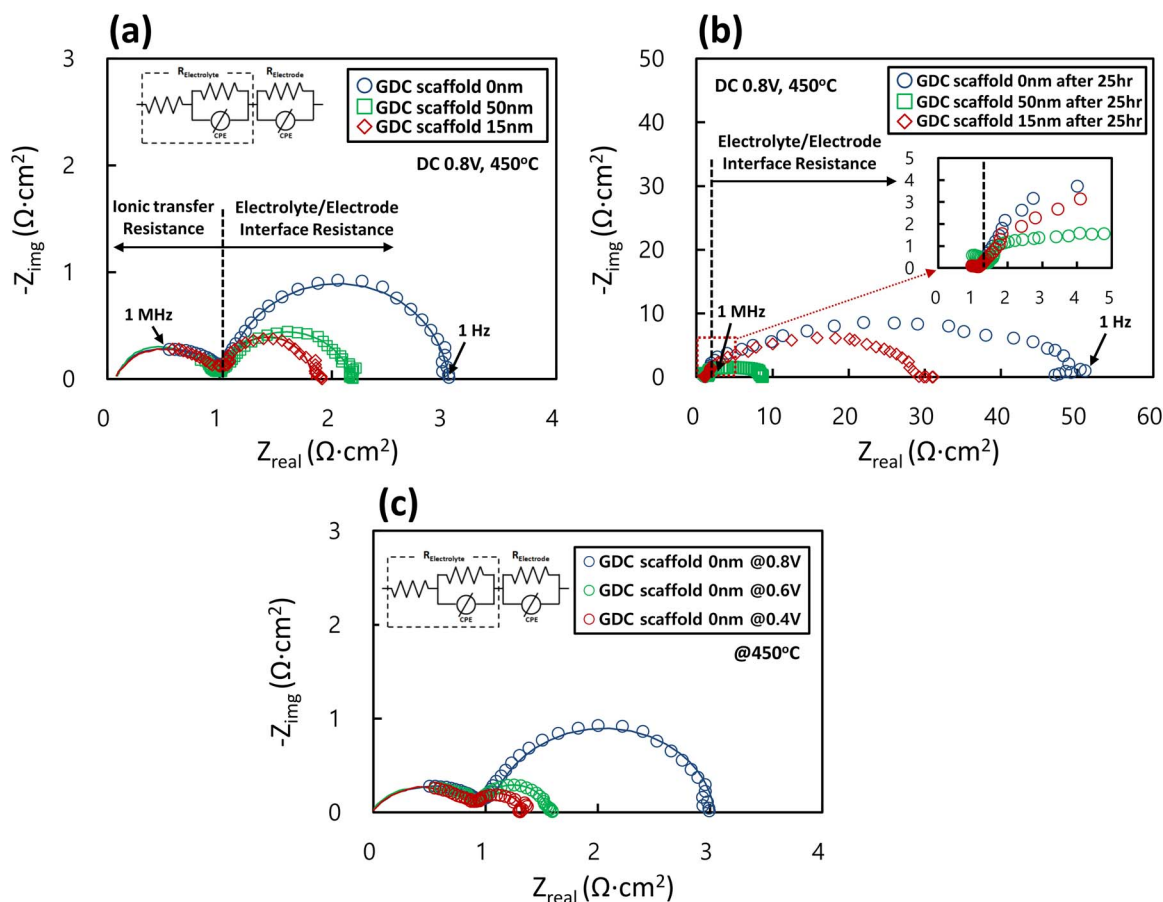 (a)
3
2
1
0
-Zimg (Ω·cm2)
RElectrolyte
RElectrode
CPE
CPE
GDC scaffold 0nm
GDC scaffold 50nm
GDC scaffold 15nm
DC 0.8V, 450oC
Ionic transfer
Resistance
Electrolyte/Electrode
Interface Resistance
1 MHz
1 Hz
0
1
2
3
4
Zreal (Ω·cm2)
(b)
50
40
30
20
10
0
-Zimg (Ω·cm2)
DC 0.8V, 450oC
GDC scaffold 0nm after 25hr
GDC scaffold 50nm after 25hr
GDC scaffold 15nm after 25hr
Electrolyte/Electrode
Interface Resistance
5
4
3
2
1
0
0
1
2
3
4
5
1 MHz
1 Hz
0
10
20
30
40
50
60
Zreal (Ω·cm2)
(c)
3
2
1
0
-Zimg (Ω·cm2)
RElectrolyte
RElectrode
CPE
CPE
GDC scaffold 0nm @0.8V
GDC scaffold 0nm @0.6V
GDC scaffold 0nm @0.4V
@450oC
0
1
2
3
4
Zreal (Ω·cm2)